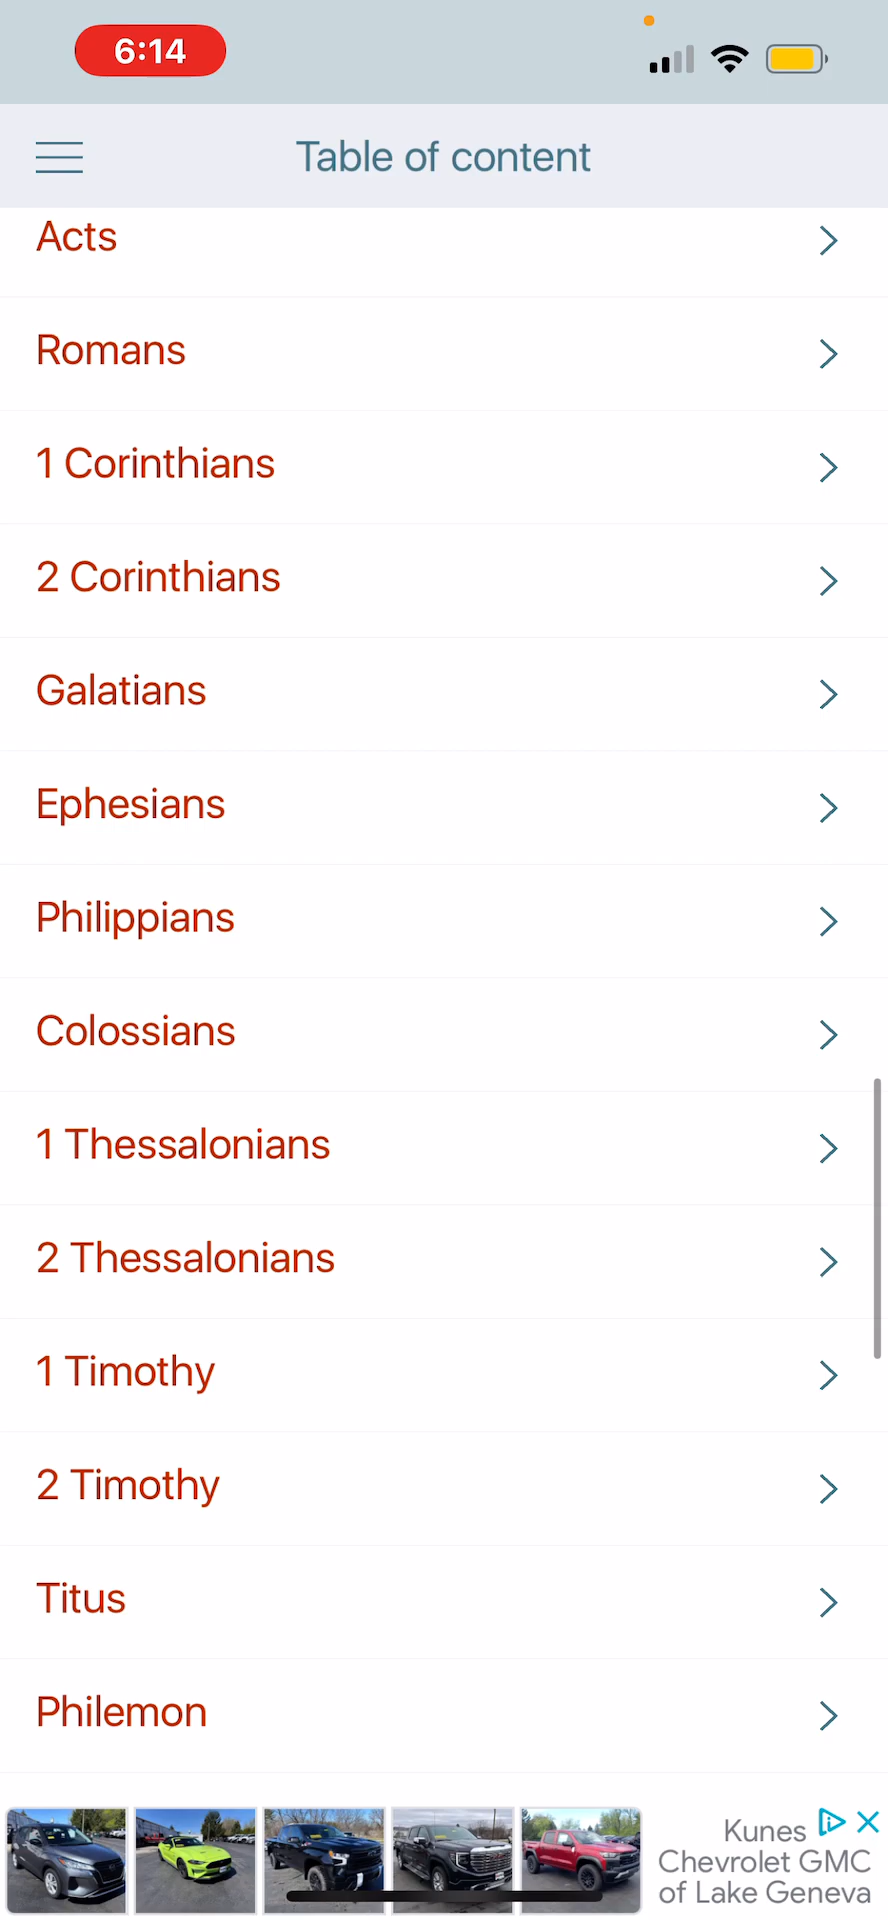 6:14
Table of content
Acts
Romans
1 Corinthians
2 Corinthians
Galatians
Ephesians
Philippians
Colossians
1 Thessalonians
2 Thessalonians
1 Timothy
2 Timothy
Titus
Philemon
Kunes
Chevrolet GMC
of Lake Geneva